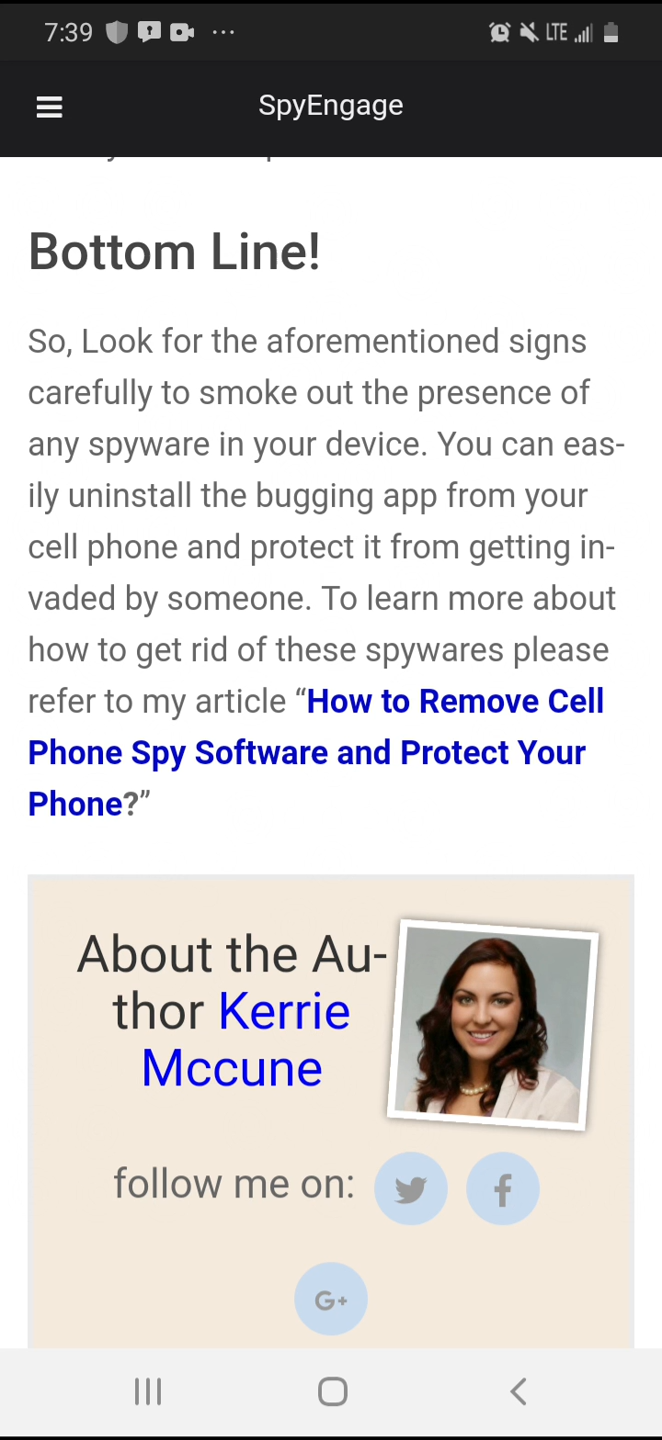 7:39
LTE
SpyEngage
Bottom Line!
So, Look for the aforementioned signs
carefully to smoke out the presence of
any spyware in your device. You can eas-
ily uninstall the bugging app from your
cell phone and protect it from getting in-
vaded by someone. To learn more about
how to get rid of these spywares please
refer to my article “How to Remove Cell
Phone Spy Software and Protect Your
Phone?”
About the Au-
thor Kerrie
Mccune
follow me on:
G+